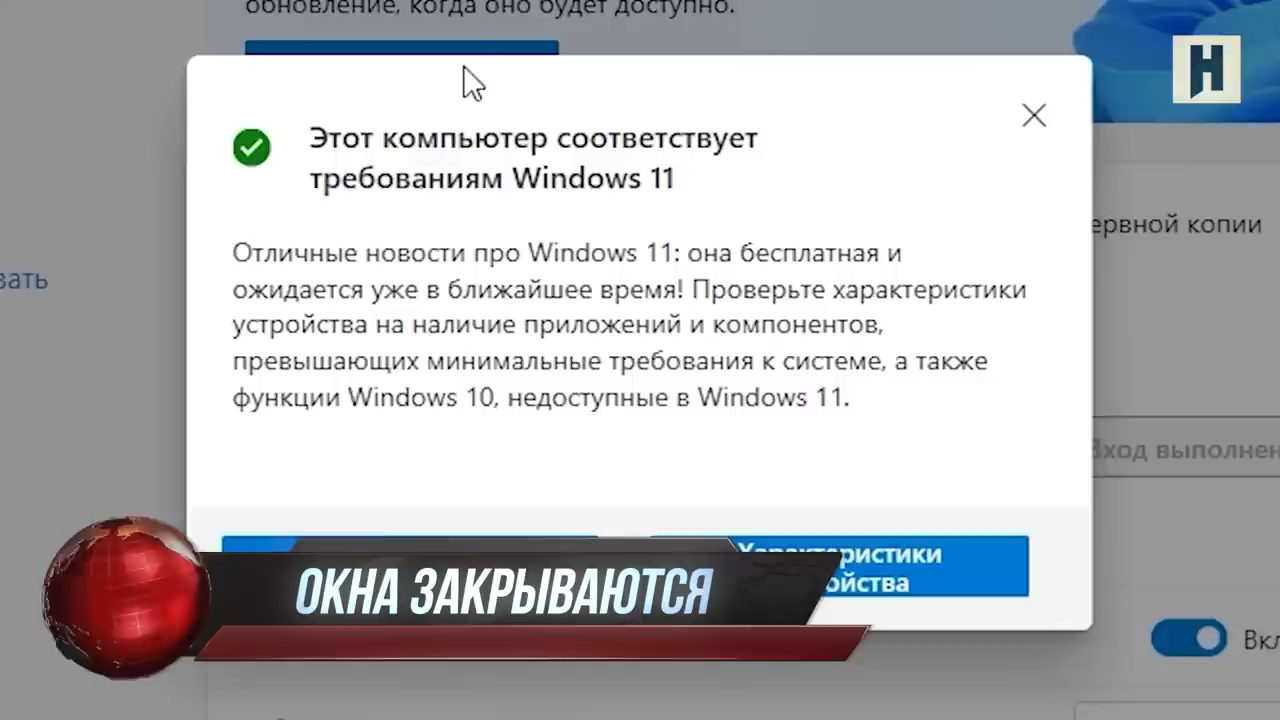 обновление, когда оно будет доступно.
Н
Этот компьютер соответствует
требованиям Windows 11
ервной копии
Отличные новости про Windows 11: она бесплатная и
ожидается уже в ближайшее время! Проверьте характеристики
устройства на наличие приложений и компонентов,
превышающих минимальные требования к системе, а также
функции Windows 10, недоступные в Windows 11.
вать
Вход выполнен
Характеристики
ойства
ОКНА ЗАКРЫВАЮТСЯ
Вкл